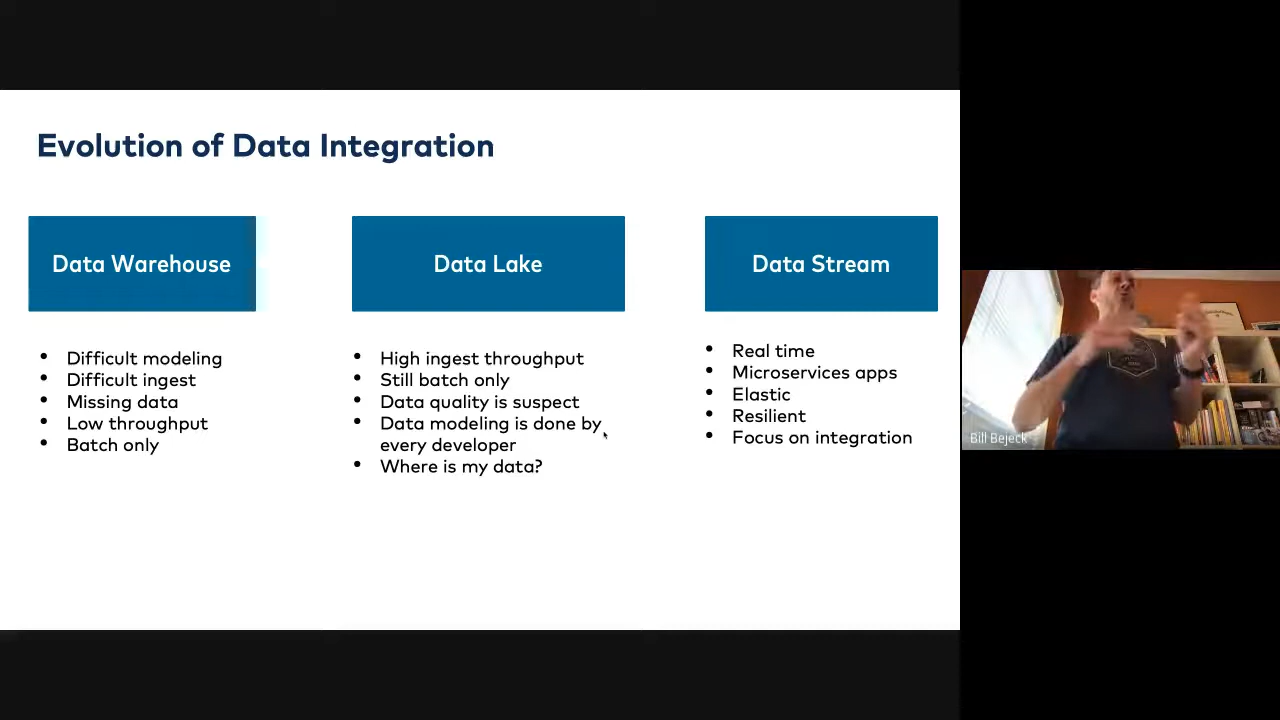 Evolution of Data Integration
Data Warehouse
Difficult modeling
Difficult ingest
Missing data
Low throughput
Batch only
Data Lake
High ingest throughput
Still batch only
Data quality is suspect
Data modeling is done by
every developer
Where is my data?
Data Stream
Real time
Microservices apps
Elastic
Resilient
Focus on integration
Bill Bejeck